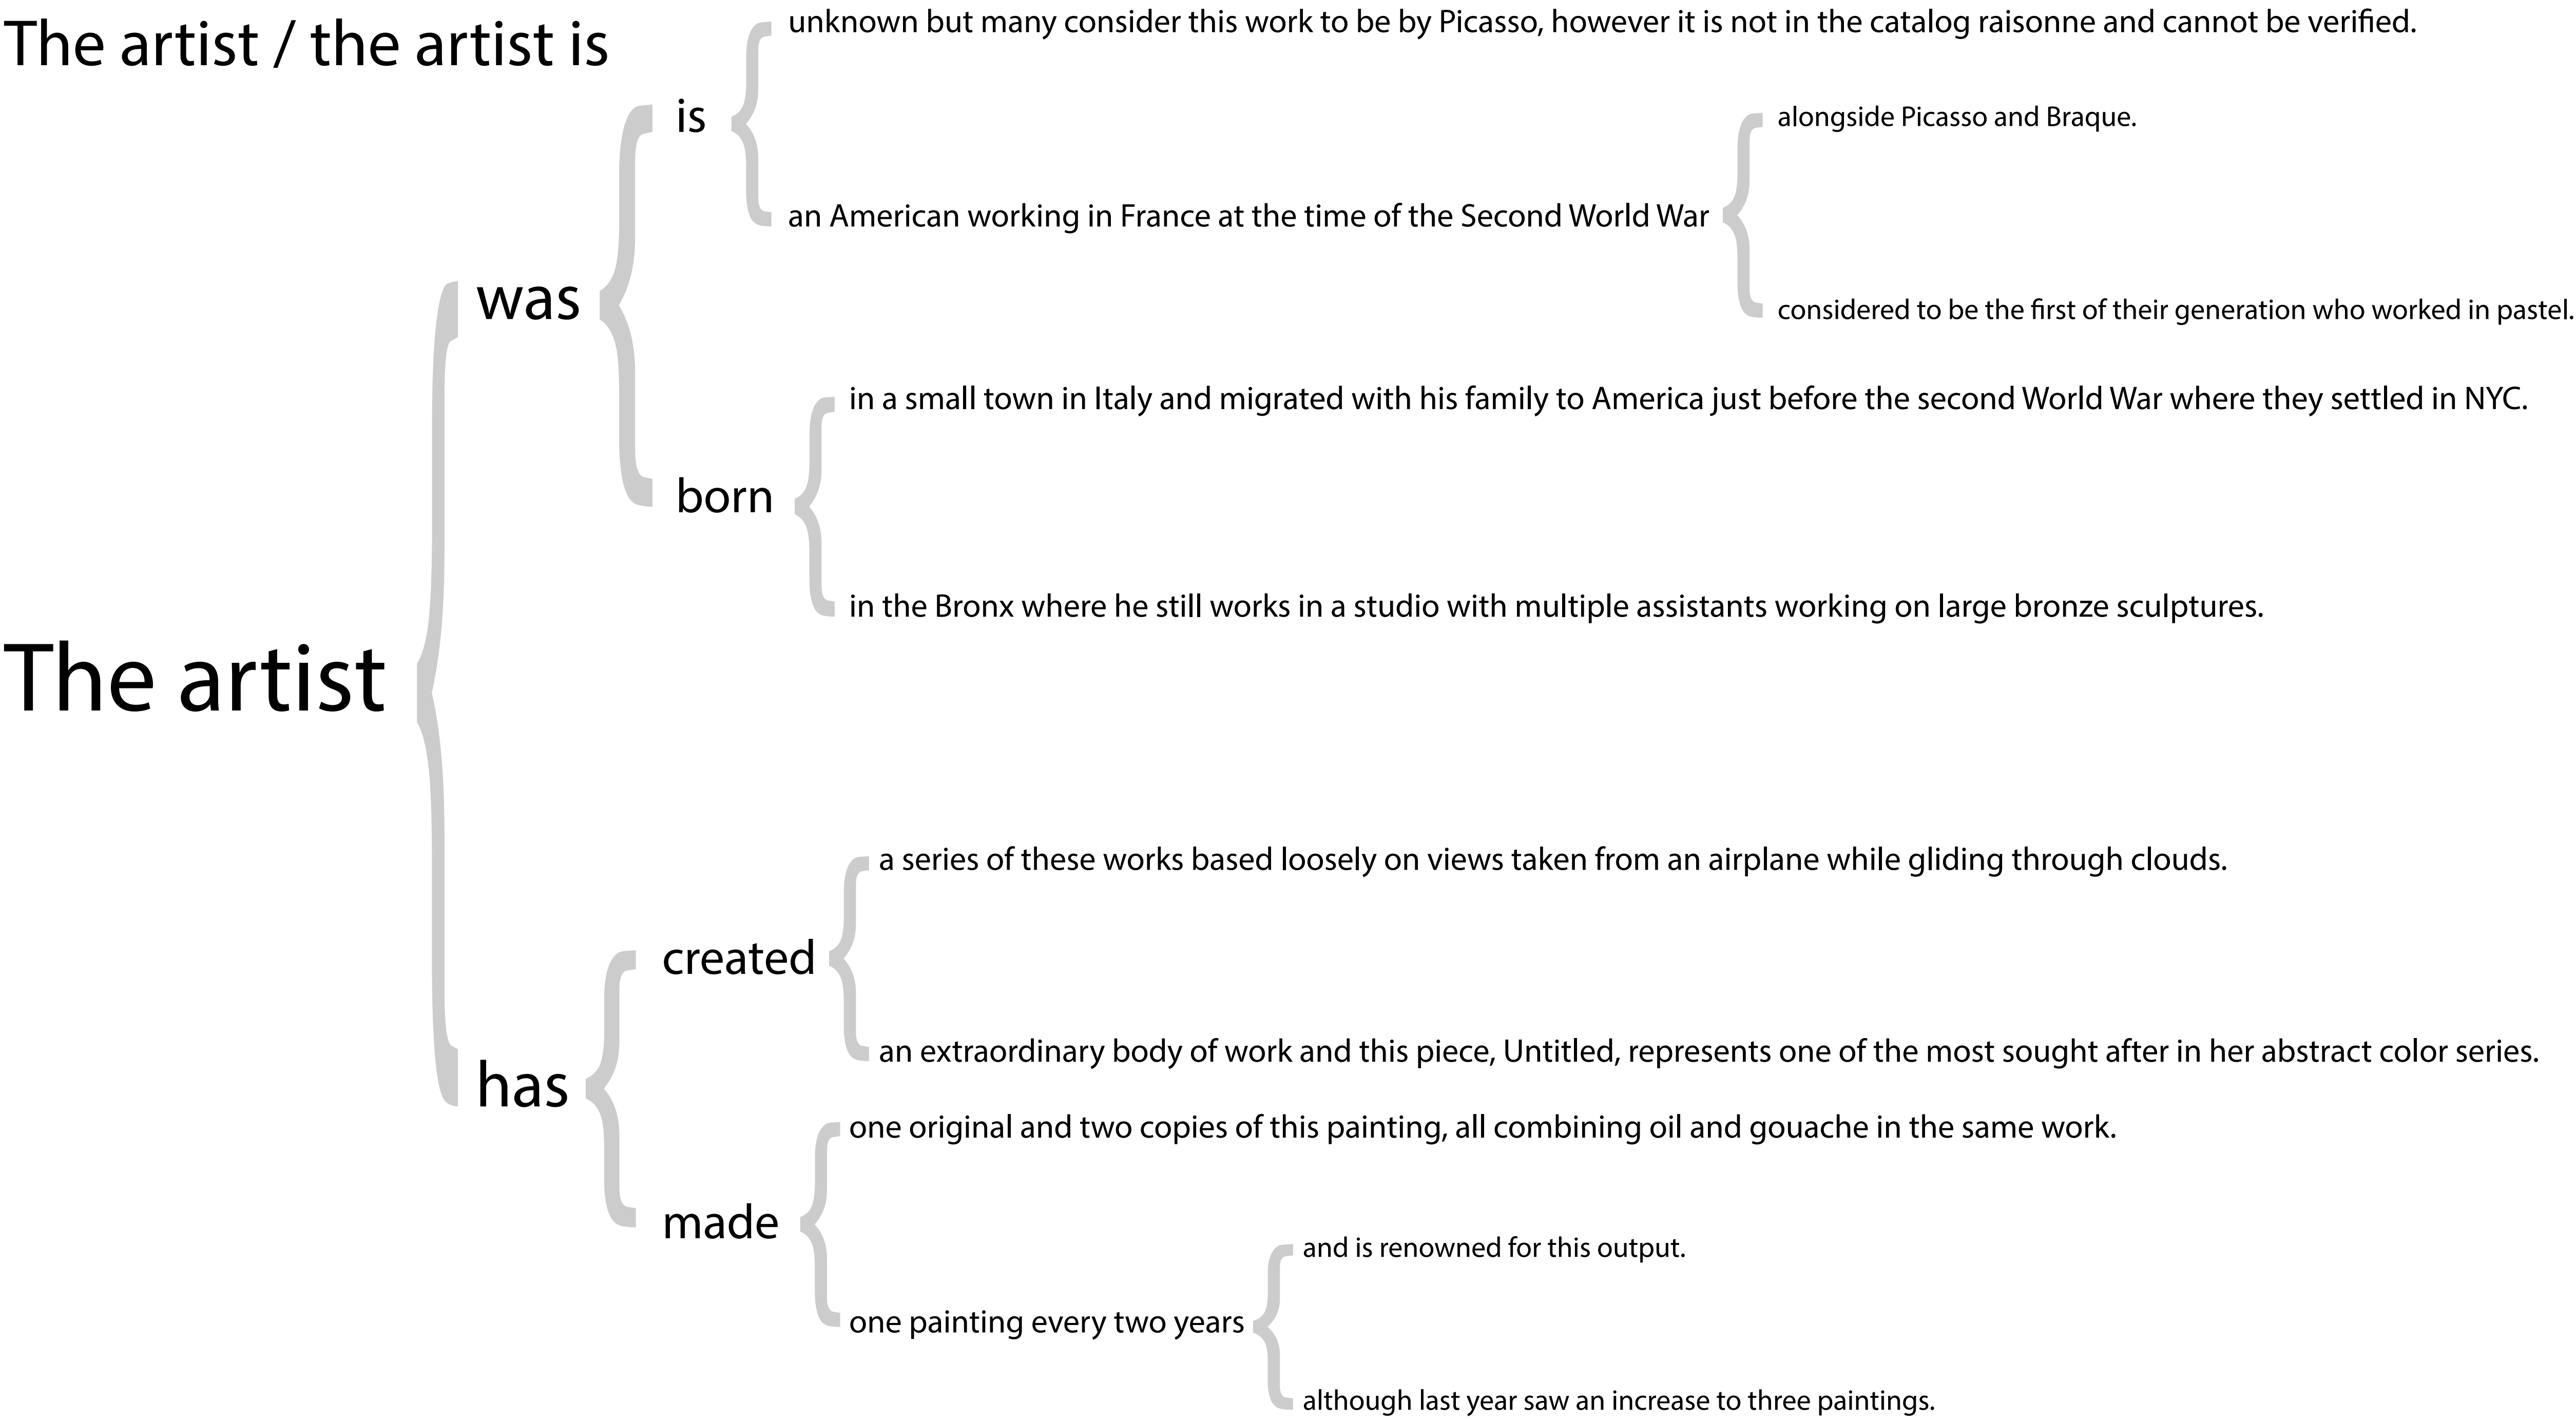 The artist / the artist is
The artist
was
is
unknown but many consider this work to be by Picasso, however it is not in the catalog raisonne and cannot be verified.
an American working in France at the time of the Second World War
alongside Picasso and Braque.
considered to be the first of their generation who worked in pastel.
born
in a small town in Italy and migrated with his family to America just before the second World War where they settled in NYC.
in the Bronx where he still works in a studio with multiple assistants working on large bronze sculptures.
has
created
a series of these works based loosely on views taken from an airplane while gliding through clouds.
an extraordinary body of work and this piece, Untitled, represents one of the most sought after in her abstract color series.
made
one original and two copies of this painting, all combining oil and gouache in the same work.
one painting every two years
and is renowned for this output.
although last year saw an increase to three paintings.